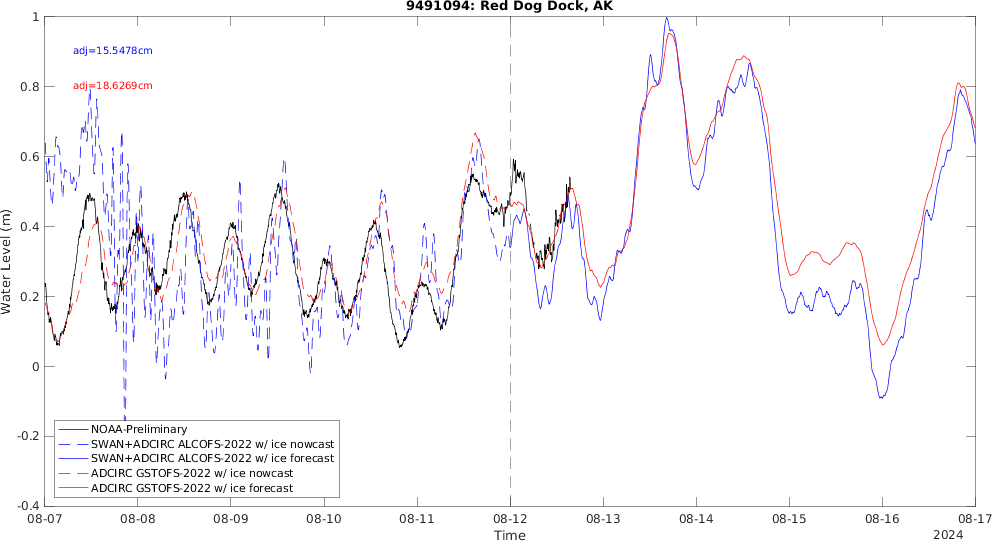 9491094: Red Dog Dock, AK
adj=15.5478cm
adj=18.6269cm
Water Level (m)
1
0.8
0.6
0.4
0.2
0
-0.2
-0.4
NOAA-Preliminary
SWAN+ADCIRC ALCOFS-2022 w/ ice nowcast
SWAN+ADCIRC ALCOFS-2022 w/ ice forecast
ADCIRC GSTOFS-2022 w/ ice nowcast
ADCIRC GSTOFS-2022 w/ ice forecast
08-07 08-08 08-09 08-10 08-11 08-12 08-13 08-14 08-15 08-16 08-17
Time
2024